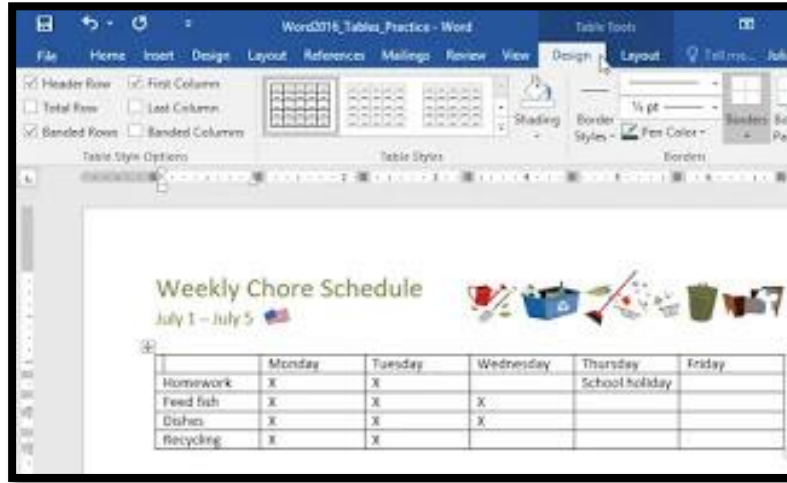 Word2016_Tables_Practice - Word Table Tools
File Home Insert Design Layout References Mailings Review View Design Layout Tell me...
Header Row First Column
Total Row Last Column
Banded Rows Banded Columns
Shading
Border Styles
½ pt
Pen Color
Borders
Table Style Options Table Styles Borders
Weekly Chore Schedule
July 1 – July 5
Monday Tuesday Wednesday Thursday Friday
Homework X X School holiday
Feed fish X X X
Dishes X X X
Recycling X X